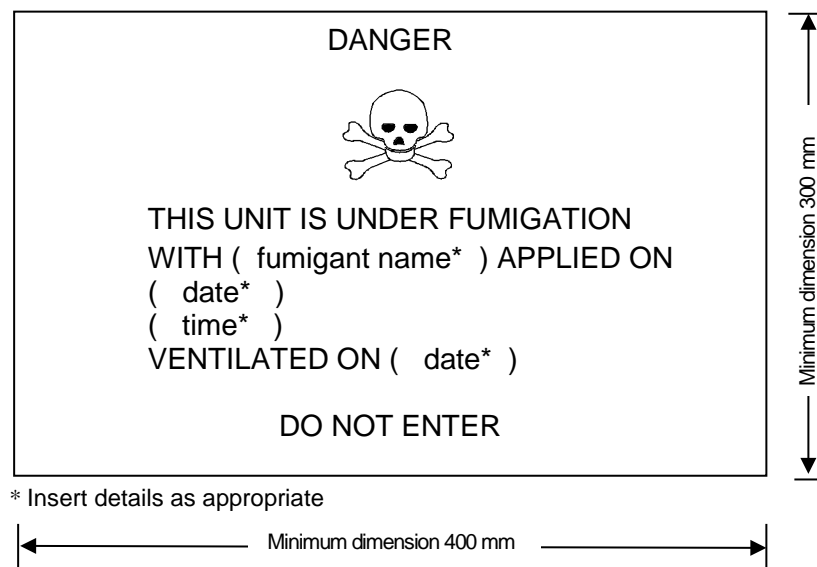 DANGER
THIS UNIT IS UNDER FUMIGATION
WITH ( fumigant name* ) APPLIED ON
( date* )
( time* )
VENTILATED ON ( date* )
DO NOT ENTER
* Insert details as appropriate
Minimum dimension 400 mm
Minimum dimension 300 mm